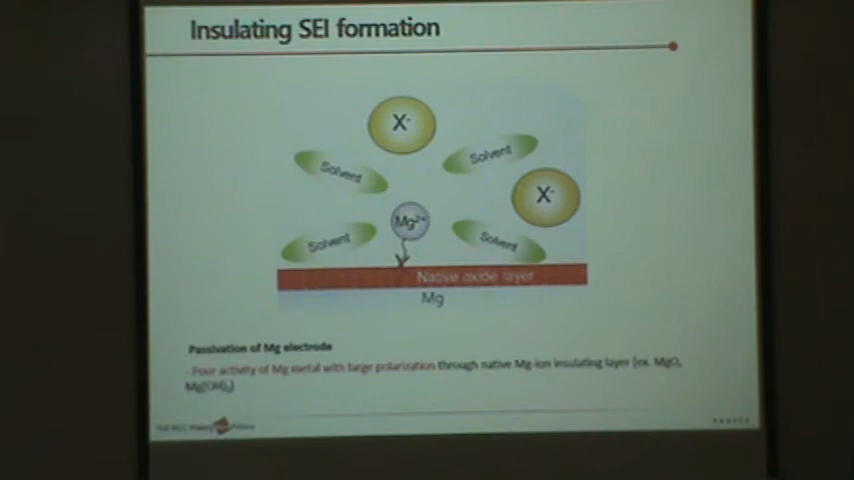 Insulating SEI formation
X-
Solvent
Solvent
X-
Mg2+
Solvent
Solvent
Native oxide layer
Mg
Passivation of Mg electrode
- Poor activity of Mg metal with large polarization through native Mg-ion insulating layer (ex. MgO,
Mg(OH)2)